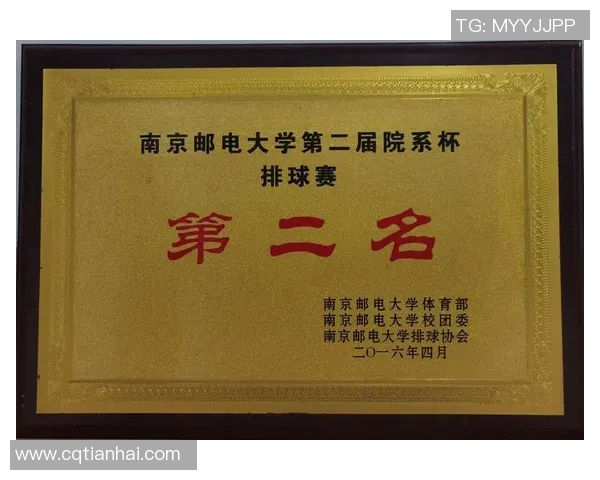 TG: MYYJJPP
南京邮电大学第二届院系杯
排球赛
第二名
南京邮电大学体育部
南京邮电大学校团委
南京邮电大学排球协会
二〇一六年四月
www.cqtianhai.com